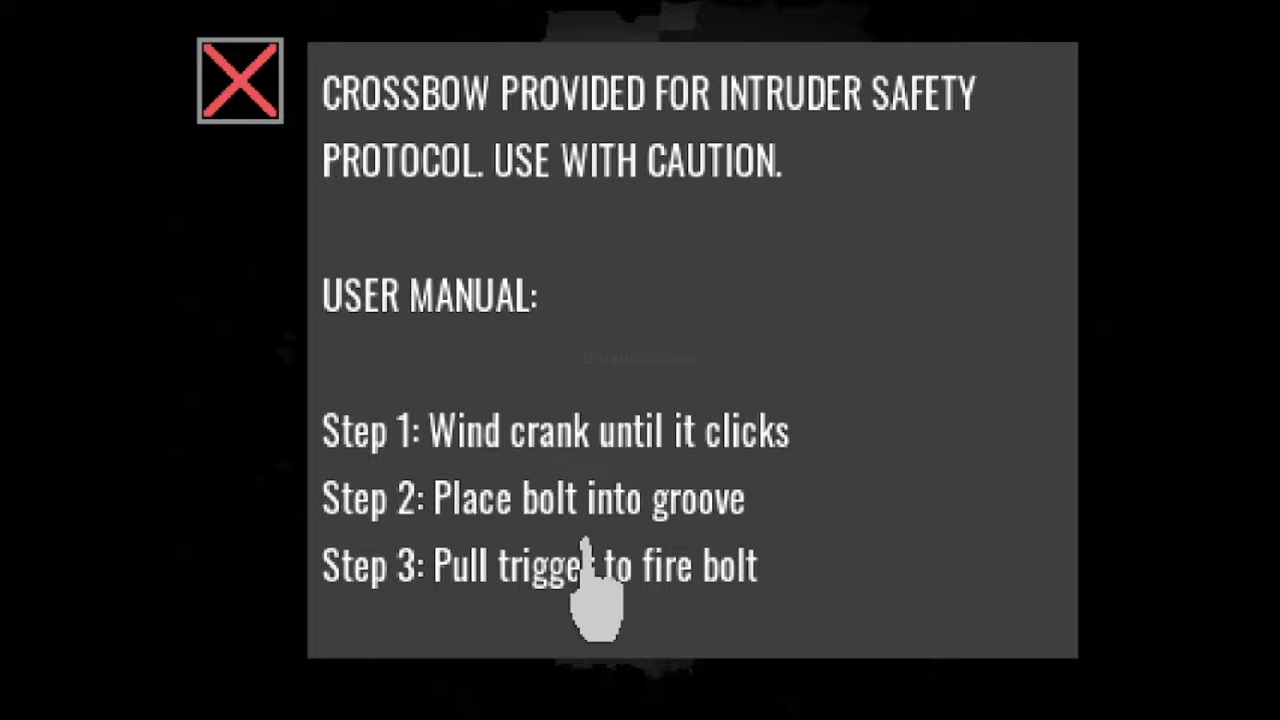 CROSSBOW PROVIDED FOR INTRUDER SAFETY
PROTOCOL. USE WITH CAUTION.
USER MANUAL:
Step 1: Wind crank until it clicks
Step 2: Place bolt into groove
Step 3: Pull trigger to fire bolt